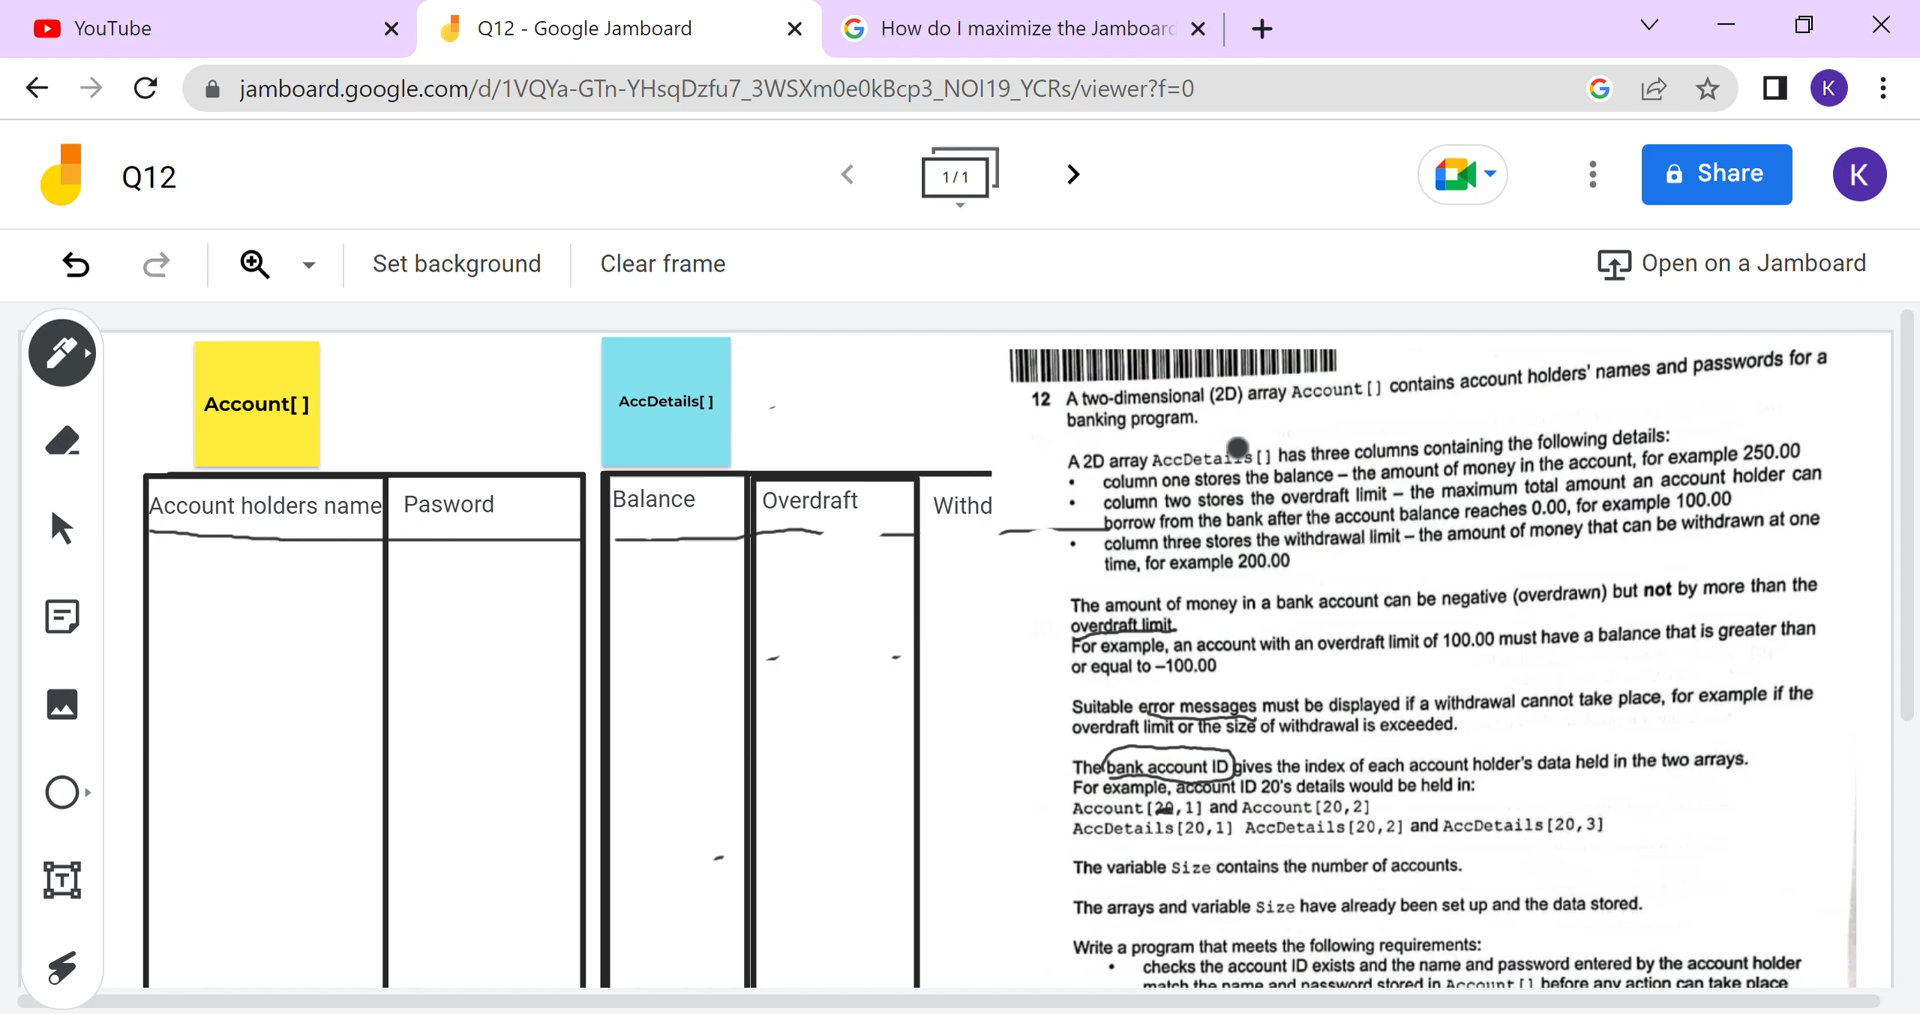 YouTube
Q12 - Google Jamboard
How do I maximize the Jamboard
jamboard.google.com/d/1VQYa-GTn-YHsqDzfu7_3WSXm0e0kBcp3_NOI19_YCRs/viewer?f=0
K
Q12
1/1
Share
K
Set background
Clear frame
Open on a Jamboard
Account[ ]
AccDetails[ ]
Account holders name
Pasword
Balance
Overdraft
Withd
12 A two-dimensional (2D) array Account[] contains account holders' names and passwords for a
banking program.
A 2D array AccDetails[] has three columns containing the following details:
• column one stores the balance – the amount of money in the account, for example 250.00
• column two stores the overdraft limit – the maximum total amount an account holder can
borrow from the bank after the account balance reaches 0.00, for example 100.00
• column three stores the withdrawal limit – the amount of money that can be withdrawn at one
time, for example 200.00
The amount of money in a bank account can be negative (overdrawn) but not by more than the
overdraft limit.
For example, an account with an overdraft limit of 100.00 must have a balance that is greater than
or equal to –100.00
Suitable error messages must be displayed if a withdrawal cannot take place, for example if the
overdraft limit or the size of withdrawal is exceeded.
The bank account ID gives the index of each account holder's data held in the two arrays.
For example, account ID 20's details would be held in:
Account[20,1] and Account[20,2]
AccDetails[20,1] AccDetails[20,2] and AccDetails[20,3]
The variable Size contains the number of accounts.
The arrays and variable Size have already been set up and the data stored.
Write a program that meets the following requirements:
• checks the account ID exists and the name and password entered by the account holder
match the name and password stored in Account[] before any action can take place